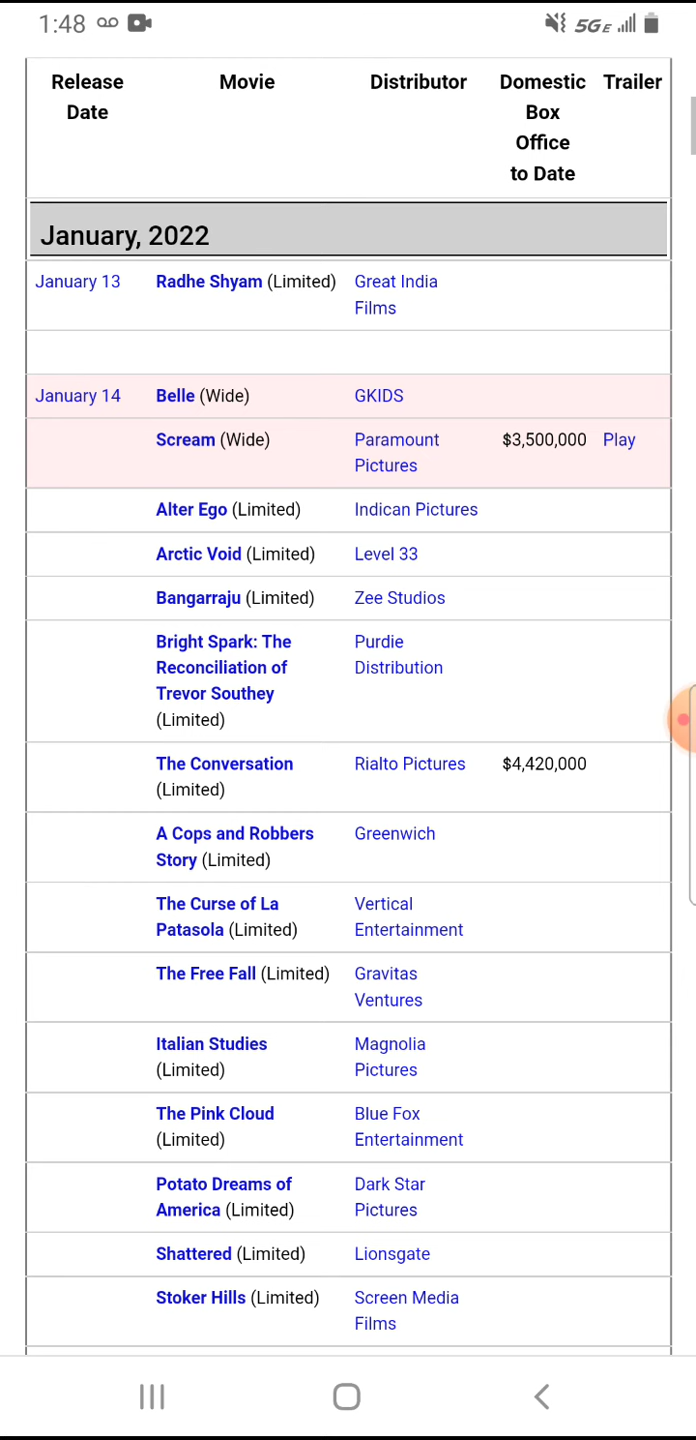 1:48
5GE
Release Date Movie Distributor Domestic Box Office to Date Trailer
January, 2022
January 13 Radhe Shyam (Limited) Great India Films
January 14 Belle (Wide) GKIDS
Scream (Wide) Paramount Pictures $3,500,000 Play
Alter Ego (Limited) Indican Pictures
Arctic Void (Limited) Level 33
Bangarraju (Limited) Zee Studios
Bright Spark: The Reconciliation of Trevor Southey (Limited) Purdie Distribution
The Conversation (Limited) Rialto Pictures $4,420,000
A Cops and Robbers Story (Limited) Greenwich
The Curse of La Patasola (Limited) Vertical Entertainment
The Free Fall (Limited) Gravitas Ventures
Italian Studies (Limited) Magnolia Pictures
The Pink Cloud (Limited) Blue Fox Entertainment
Potato Dreams of America (Limited) Dark Star Pictures
Shattered (Limited) Lionsgate
Stoker Hills (Limited) Screen Media Films